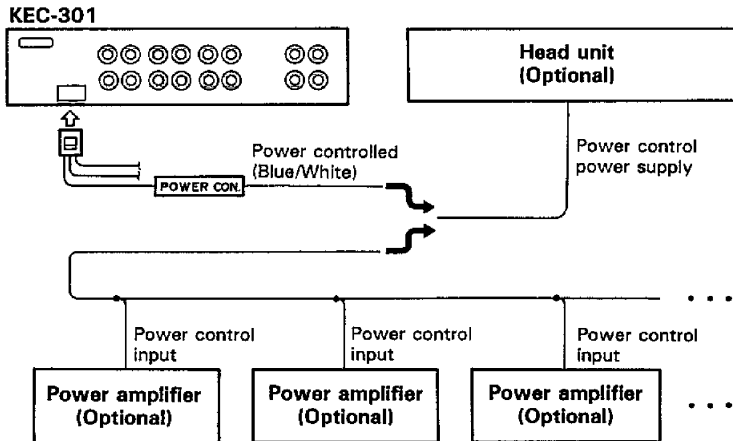 KEC-301
Head unit
(Optional)
Power controlled
(Blue/White)
POWER CON.
Power control
power supply
Power control
input
Power control
input
Power control
input
Power amplifier
(Optional)
Power amplifier
(Optional)
Power amplifier
(Optional)